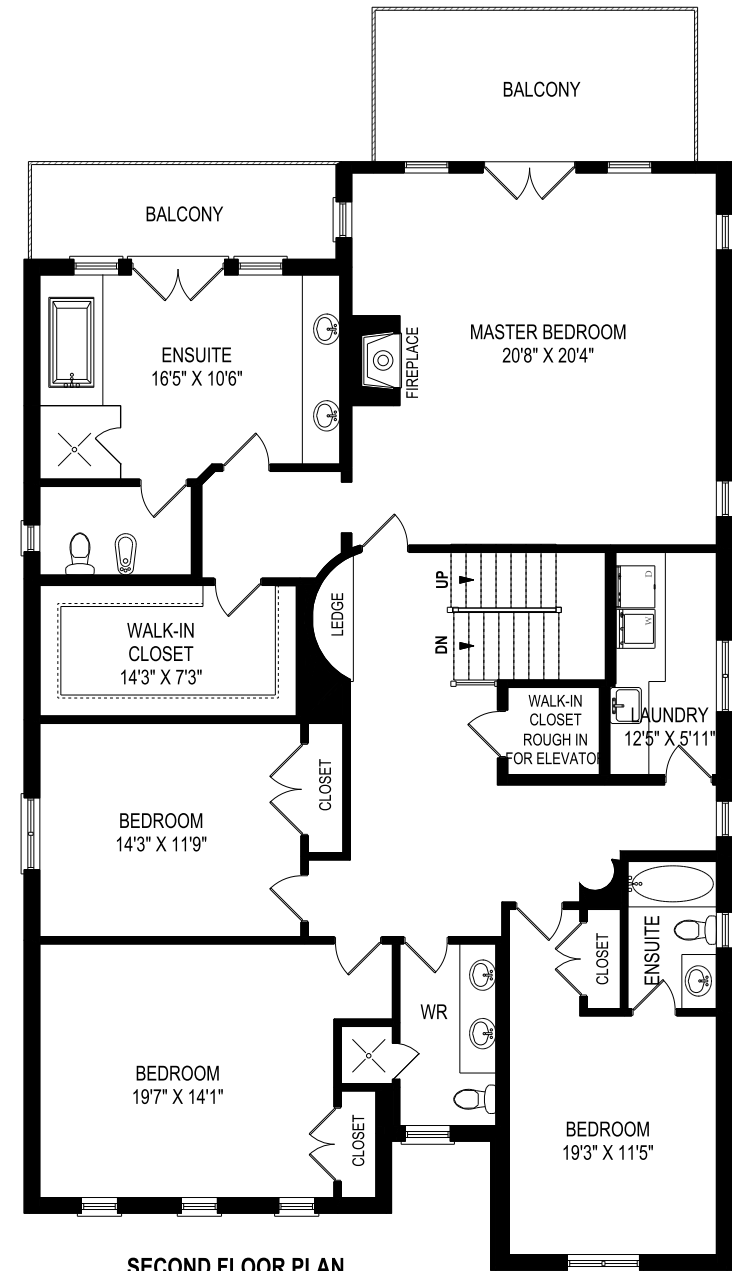 BALCONY
BALCONY
MASTER BEDROOM
20'8" X 20'4"
FIREPLACE
ENSUITE
16'5" X 10'6"
UP
DN
LEDGE
D
W
WALK-IN
CLOSET
14'3" X 7'3"
WALK-IN
CLOSET
ROUGH IN
FOR ELEVATOR
LAUNDRY
12'5" X 5'11"
CLOSET
BEDROOM
14'3" X 11'9"
ENSUITE
CLOSET
WR
BEDROOM
19'7" X 14'1"
CLOSET
BEDROOM
19'3" X 11'5"
SECOND FLOOR PLAN